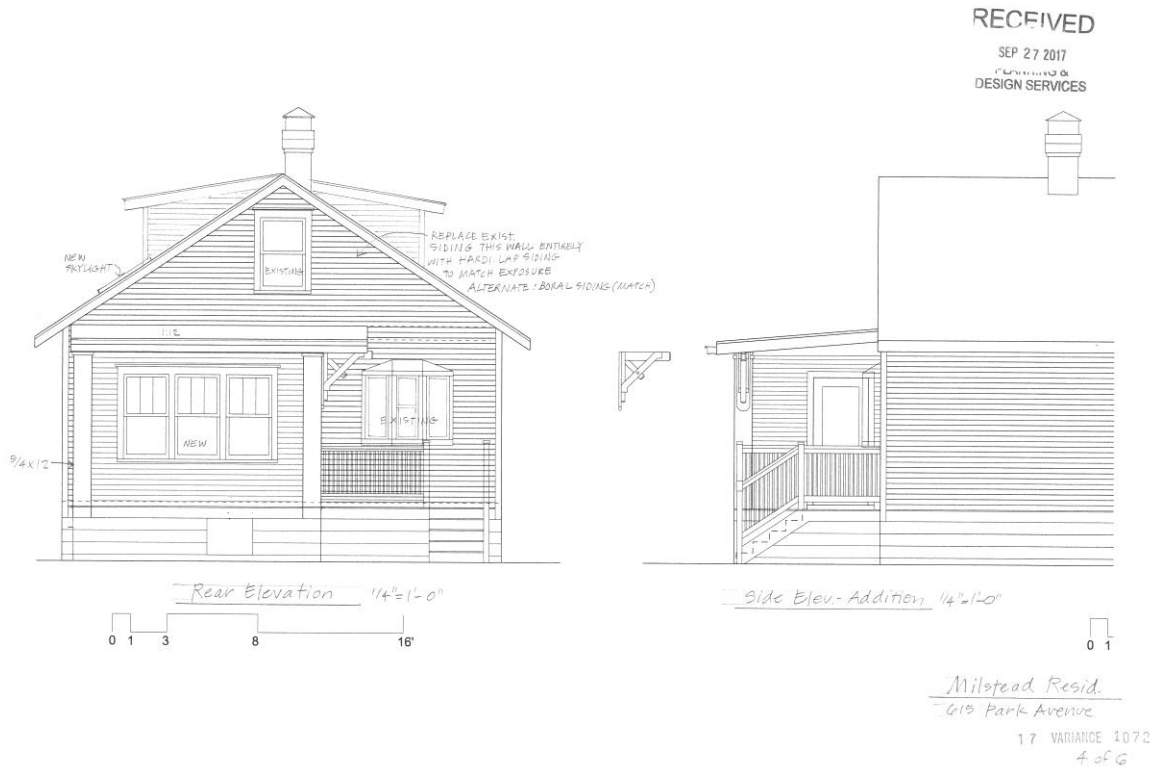 RECEIVED
SEP 27 2017
PLANNING &
DESIGN SERVICES
NEW
SKYLIGHT
EXISTING
REPLACE EXIST.
SIDING THIS WALL ENTIRELY
WITH HARDI LAP SIDING
TO MATCH EXPOSURE
ALTERNATE: BORAL SIDING (MATCH)
1:12
EXISTING
NEW
5/4x12
Rear Elevation 1/4"=1'-0"
0 1 3 8 16'
Side Elev.- Addition 1/4"=1'-0"
0 1
Milstead Resid.
615 Park Avenue
17 VARIANCE 1072
4 of 6